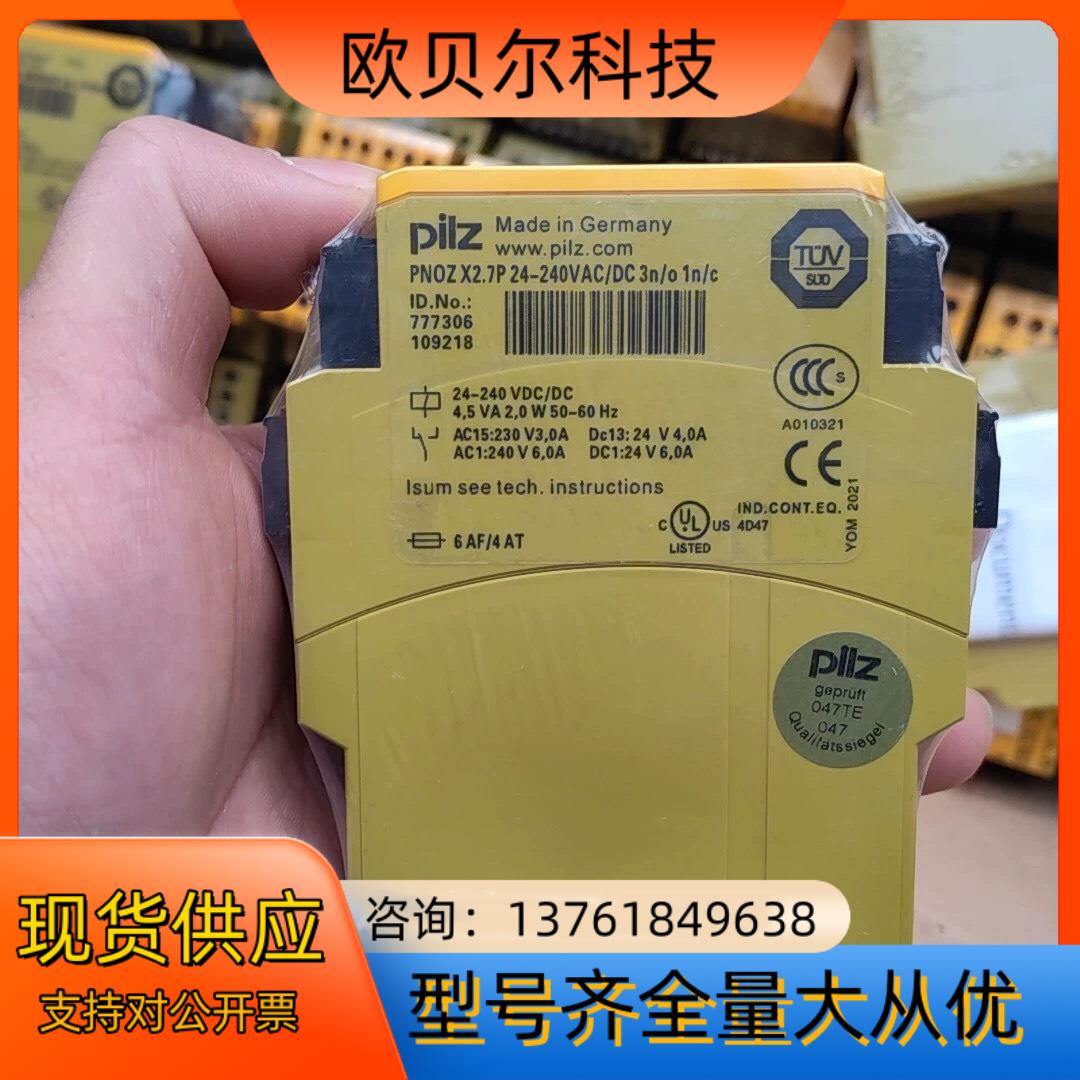 欧贝尔科技
pilz Made in Germany
www.pilz.com
PNOZ X2.7P 24-240VAC/DC 3n/o 1n/c
ID.No.:
777306
109218
TÜV
SÜD
CCC S
A010321
24-240 VDC/DC
4,5 VA 2,0 W 50-60 Hz
AC15:230 V3,0A Dc13: 24 V 4,0A
AC1:240 V 6,0A DC1:24 V 6,0A
CE
Isum see tech. instructions
YOM 2021
C UL US
LISTED
IND.CONT.EQ.
4D47
6 AF/4 AT
pilz
geprüft
047TE
047
Qualitätssiegel
现货供应
支持对公开票
咨询：13761849638
型号齐全量大从优